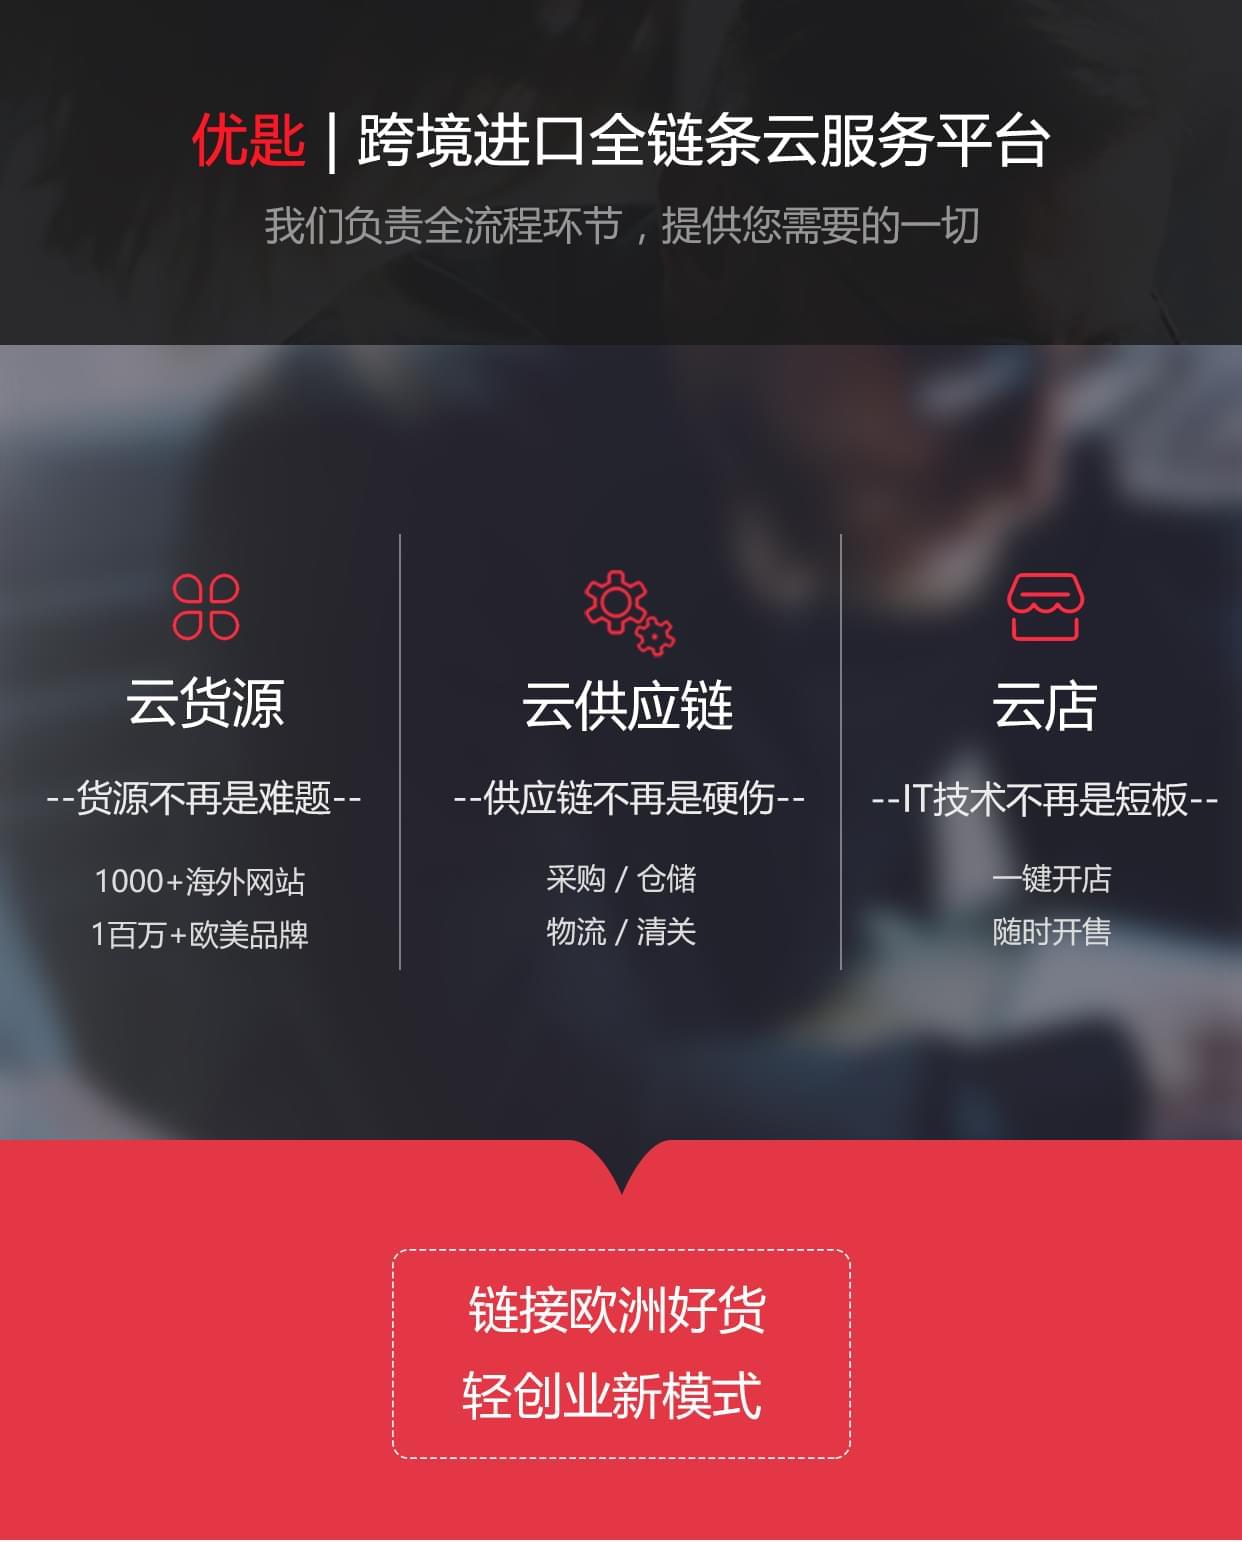 优匙 | 跨境进口全链条云服务平台
我们负责全流程环节，提供您需要的一切
云货源
--货源不再是难题--
1000+海外网站
1百万+欧美品牌
云供应链
--供应链不再是硬伤--
采购 / 仓储
物流 / 清关
云店
--IT技术不再是短板--
一键开店
随时开售
链接欧洲好货
轻创业新模式